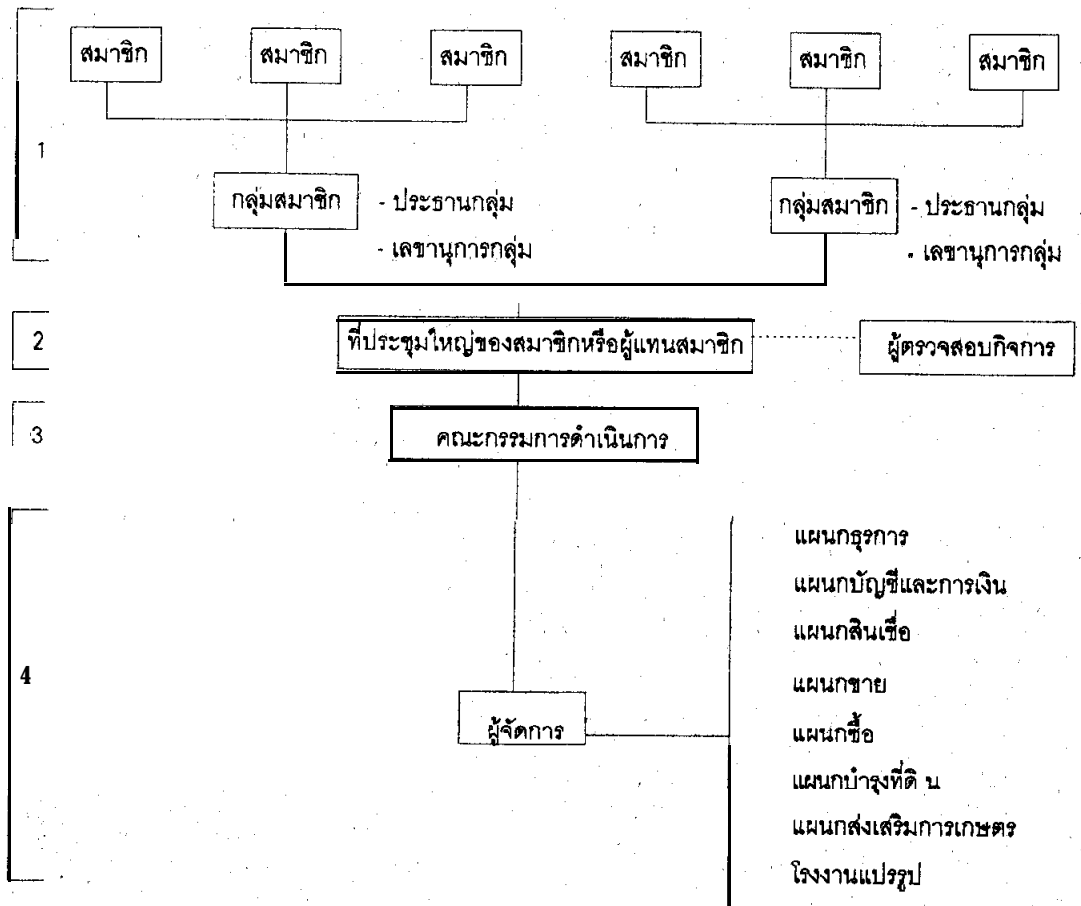 สมาชิก สมาชิก สมาชิก สมาชิก สมาชิก สมาชิก
1
กลุ่มสมาชิก - ประธานกลุ่ม กลุ่มสมาชิก - ประธานกลุ่ม
- เลขานุการกลุ่ม - เลขานุการกลุ่ม
2 ที่ประชุมใหญ่ของสมาชิกหรือผู้แทนสมาชิก ผู้ตรวจสอบกิจการ
3 คณะกรรมการดำเนินการ
แผนกธุรการ
แผนกบัญชีและการเงิน
แผนกสินเชื่อ
4 แผนกขาย
ผู้จัดการ แผนกซื้อ
แผนกบำรุงที่ดิ น
แผนกส่งเสริมการเกษตร
โรงงานแปรรูป